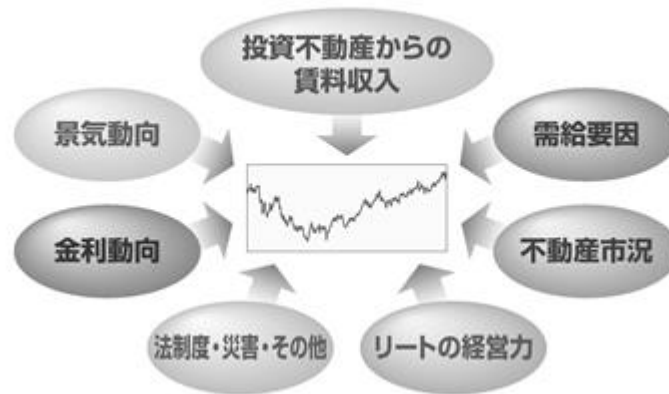 投資不動産からの
賃料収入
景気動向
需給要因
金利動向
不動産市況
法制度・災害・その他
リートの経営力